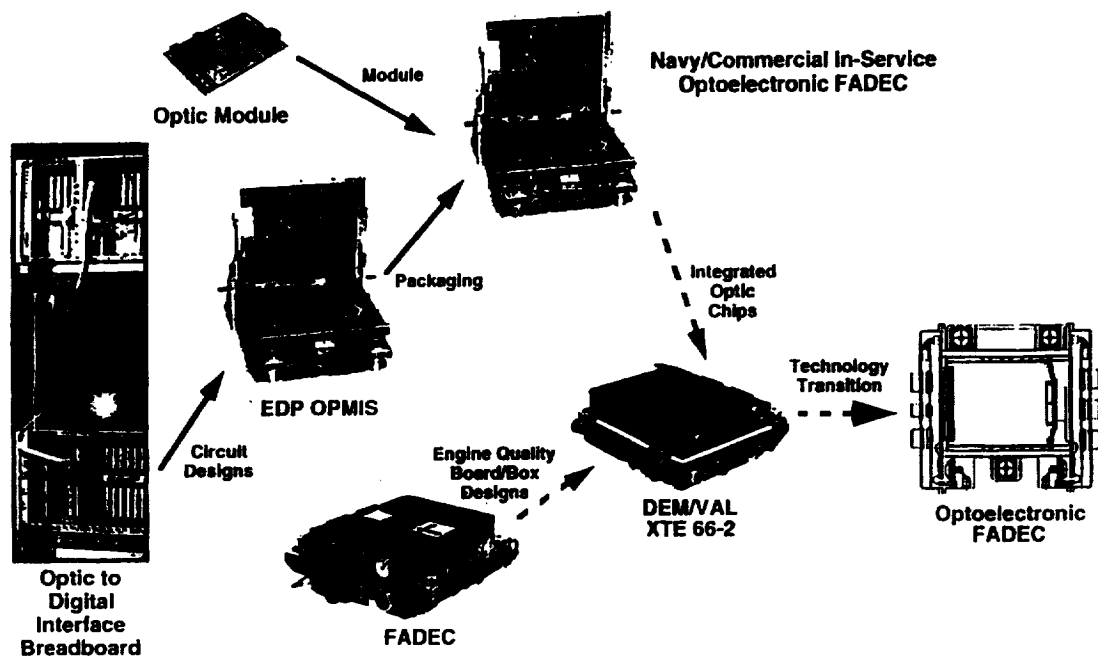 Navy/Commercial In-Service
Optoelectronic FADEC
Module
Optic Module
Integrated
Optic
Chips
Packaging
Technology
Transition
EDP OPMIS
Circuit
Designs
Engine Quality
Board/Box
Designs
DEM/VAL
XTE 66-2
Optoelectronic
FADEC
Optic to
Digital
Interface
Breadboard
FADEC